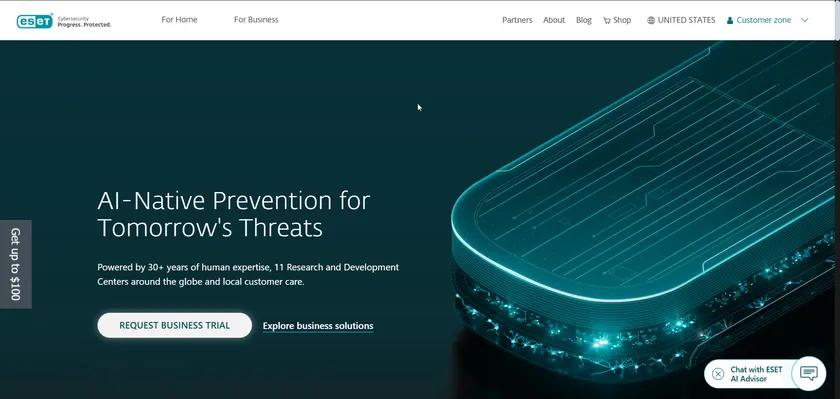 eset
Cybersecurity
Progress. Protected.
For Home
For Business
Partners
About
Blog
Shop
UNITED STATES
Customer zone
AI-Native Prevention for
Tomorrow's Threats
Powered by 30+ years of human expertise, 11 Research and Development
Centers around the globe and local customer care.
REQUEST BUSINESS TRIAL
Explore business solutions
Get up to $100
Chat with ESET
AI Advisor